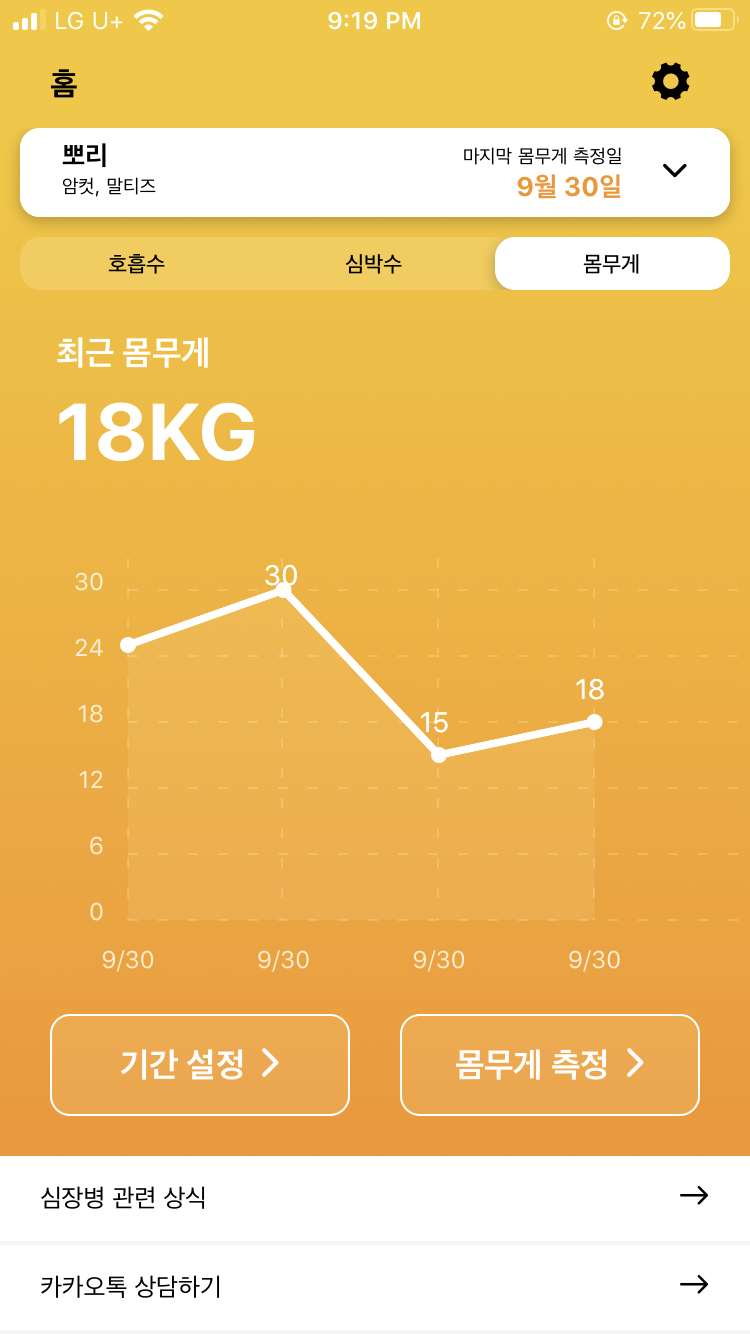 LG U+ 9:19 PM 72%
홈
뽀리
암컷, 말티즈
마지막 몸무게 측정일
9월 30일
호흡수 심박수 몸무게
최근 몸무게
18KG
30
24
18
12
6
0
30
15
18
9/30 9/30 9/30 9/30
기간 설정 몸무게 측정
심장병 관련 상식
카카오톡 상담하기